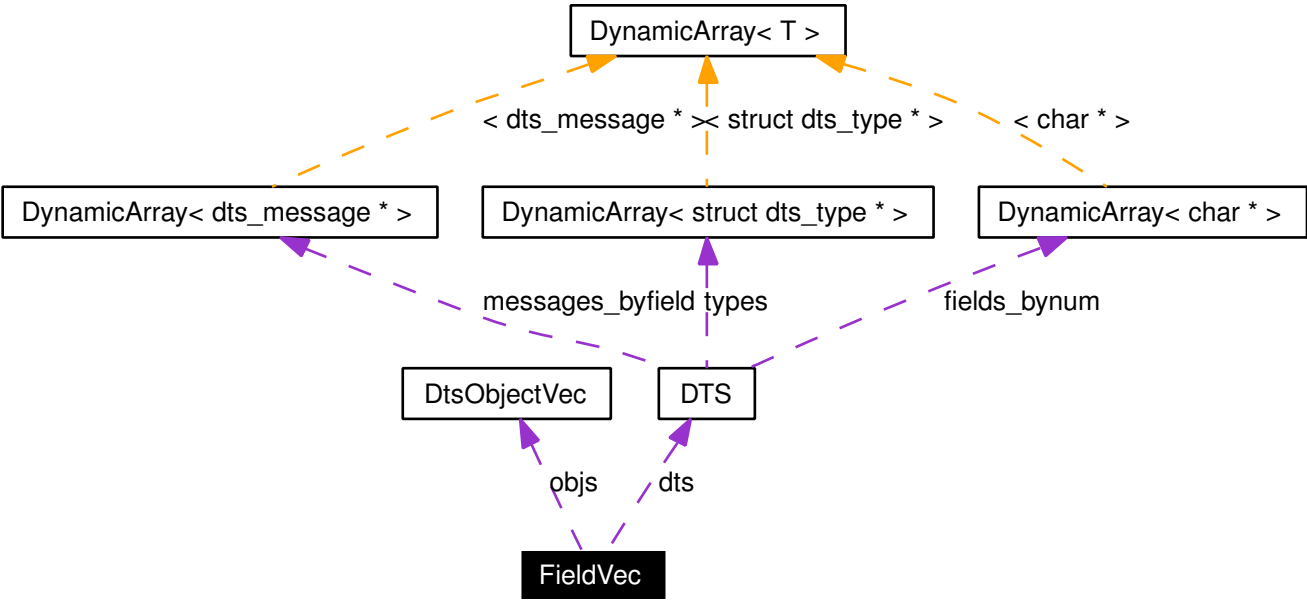 DynamicArray< T >
< dts_message * >
< struct dts_type * >
< char * >
DynamicArray< dts_message * >
DynamicArray< struct dts_type * >
DynamicArray< char * >
messages_byfield
types
fields_bynum
DtsObjectVec
DTS
objs
dts
FieldVec